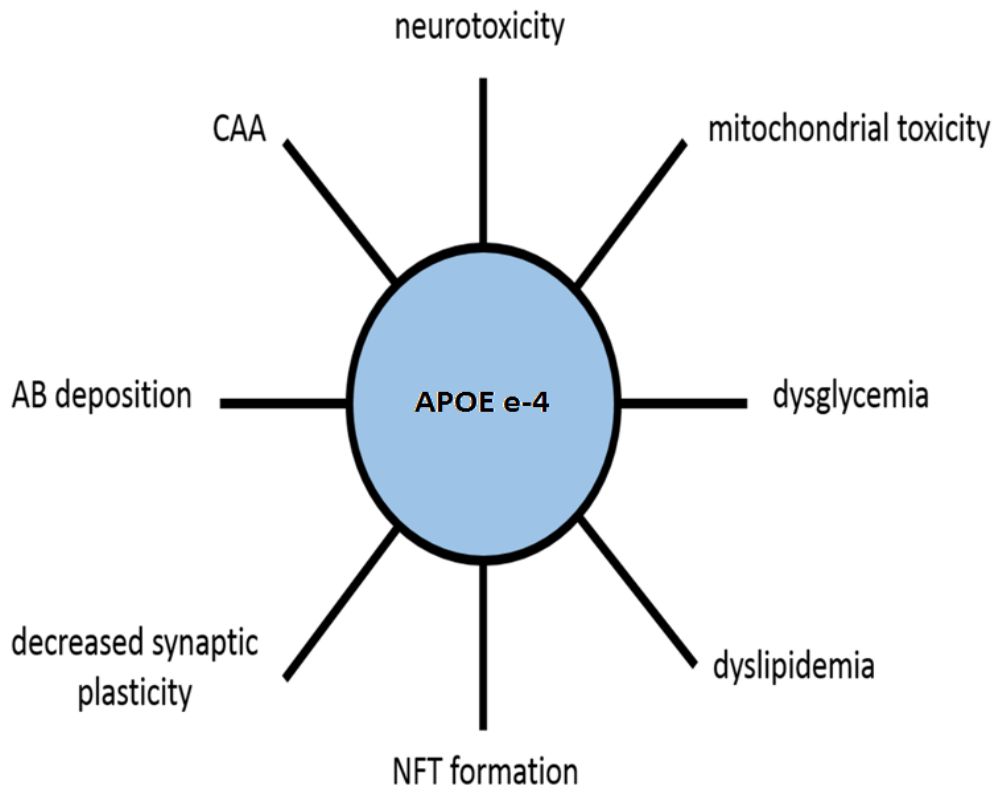 neurotoxicity
CAA
mitochondrial toxicity
AB deposition
APOE e-4
dysglycemia
decreased synaptic
plasticity
dyslipidemia
NFT formation